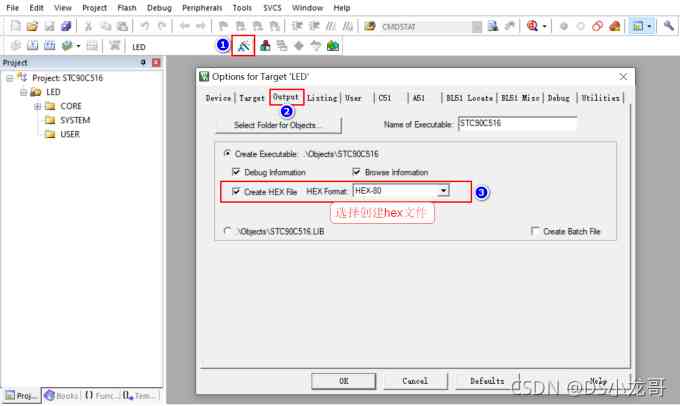 File Edit View Project Flash Debug Peripherals Tools SVCS Window Help
CMDSTAT
LED
1
Project
Project: STC90C516
LED
CORE
SYSTEM
USER
Options for Target 'LED'
Device Target Output Listing User C51 A51 BL51 Locate BL51 Misc Debug Utilities
2
Select Folder for Objects... Name of Executable: STC90C516
Create Executable: .\Objects\STC90C516
Debug Information Browse Information
Create HEX File HEX Format: HEX-80
3
选择创建hex文件
.\Objects\STC90C516.LIB Create Batch File
OK Cancel Defaults Help
Proj... Books {} Func... Tem...
CSDN @DS小龙哥